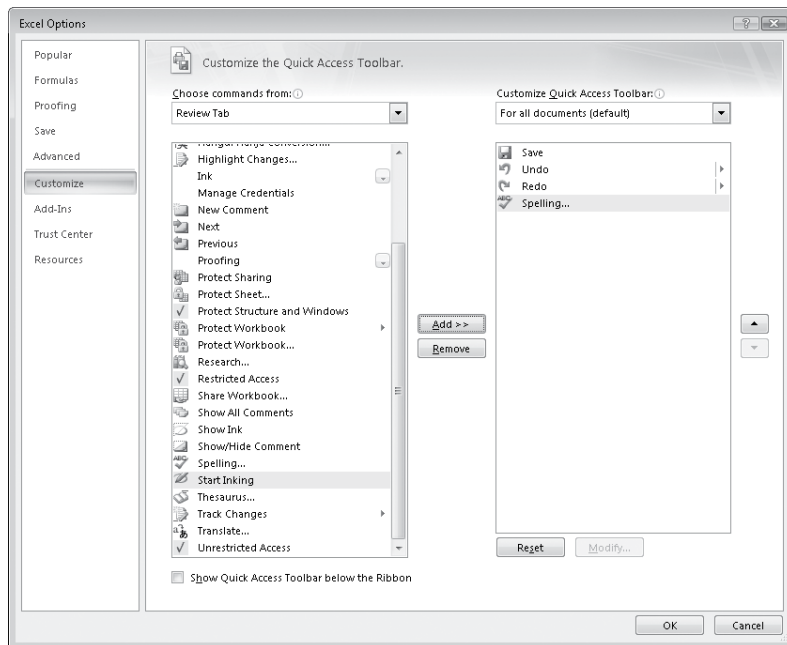 Excel Options
Popular
Formulas
Proofing
Save
Advanced
Customize
Add-Ins
Trust Center
Resources
Customize the Quick Access Toolbar.
Choose commands from:
Review Tab
Highlight Changes...
Ink
Manage Credentials
New Comment
Next
Previous
Proofing
Protect Sharing
Protect Sheet...
Protect Structure and Windows
Protect Workbook
Protect Workbook...
Research...
Restricted Access
Share Workbook...
Show All Comments
Show Ink
Show/Hide Comment
Spelling...
Start Inking
Thesaurus...
Track Changes
Translate...
Unrestricted Access
Show Quick Access Toolbar below the Ribbon
Add >>
Remove
Customize Quick Access Toolbar:
For all documents (default)
Save
Undo
Redo
Spelling...
Reset
Modify...
OK
Cancel